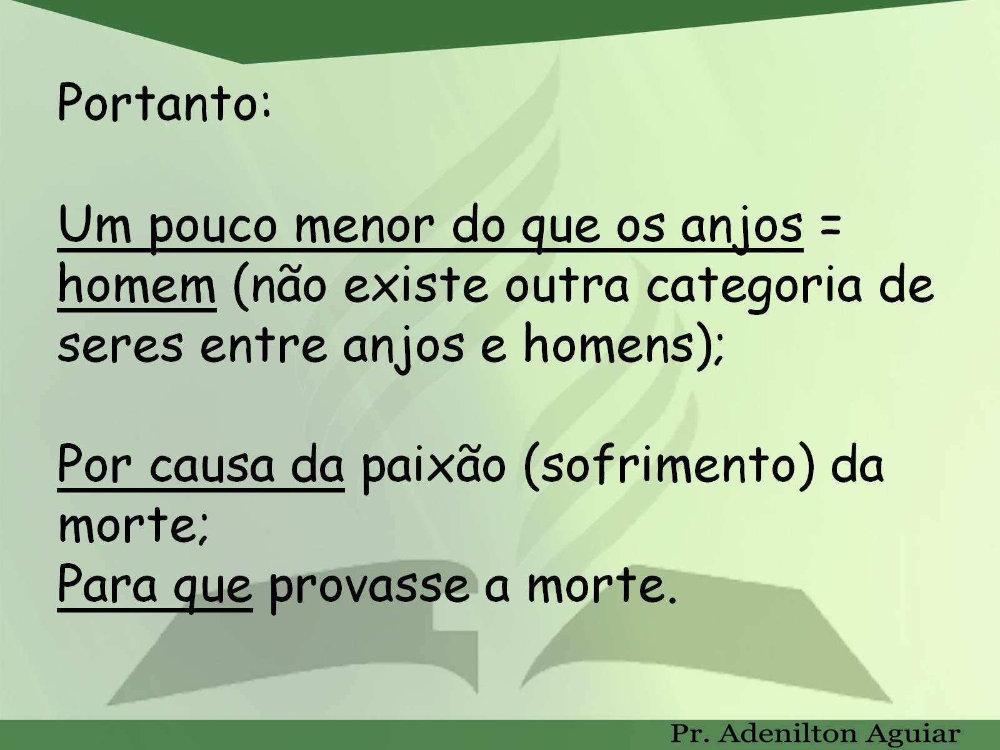 Portanto:
Um pouco menor do que os anjos =
homem (não existe outra categoria de
seres entre anjos e homens);
Por causa da paixão (sofrimento) da
morte;
Para que provasse a morte.
Pr. Adenilton Aguiar